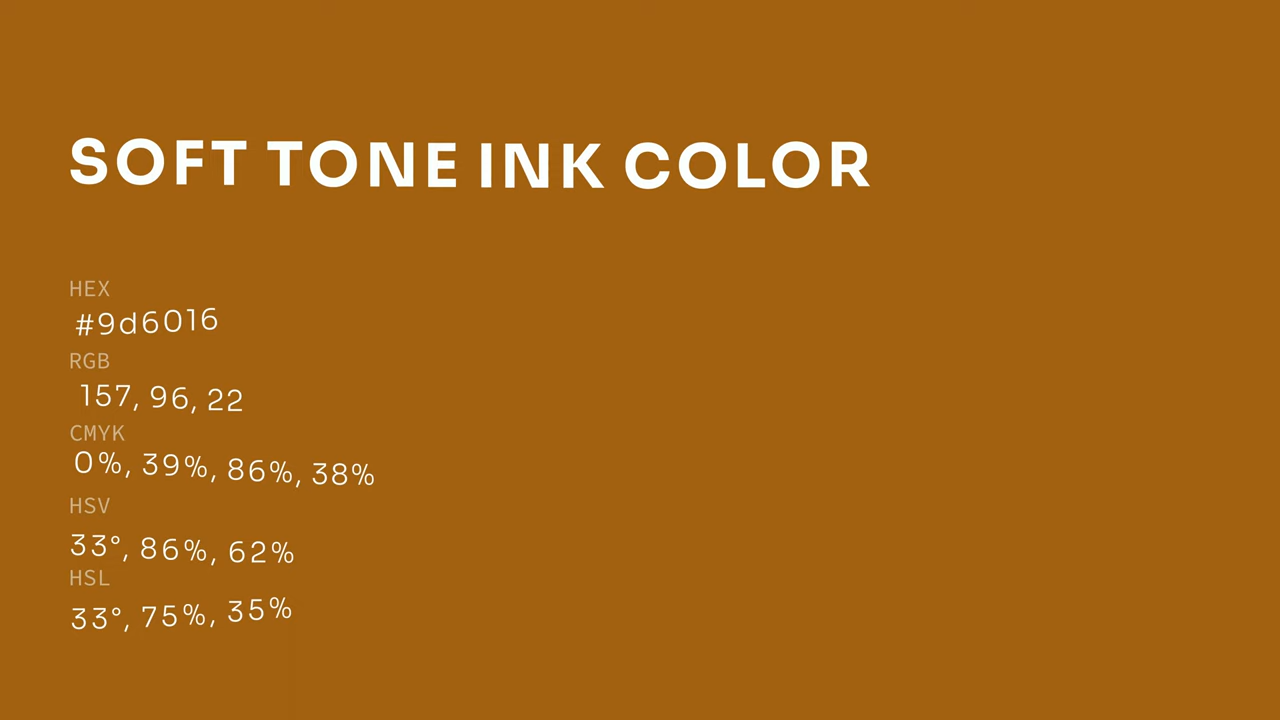 SOFT TONE INK COLOR
HEX
#9d6016
RGB
157, 96, 22
CMYK
0%, 39%, 86%, 38%
HSV
33°, 86%, 62%
HSL
33°, 75%, 35%